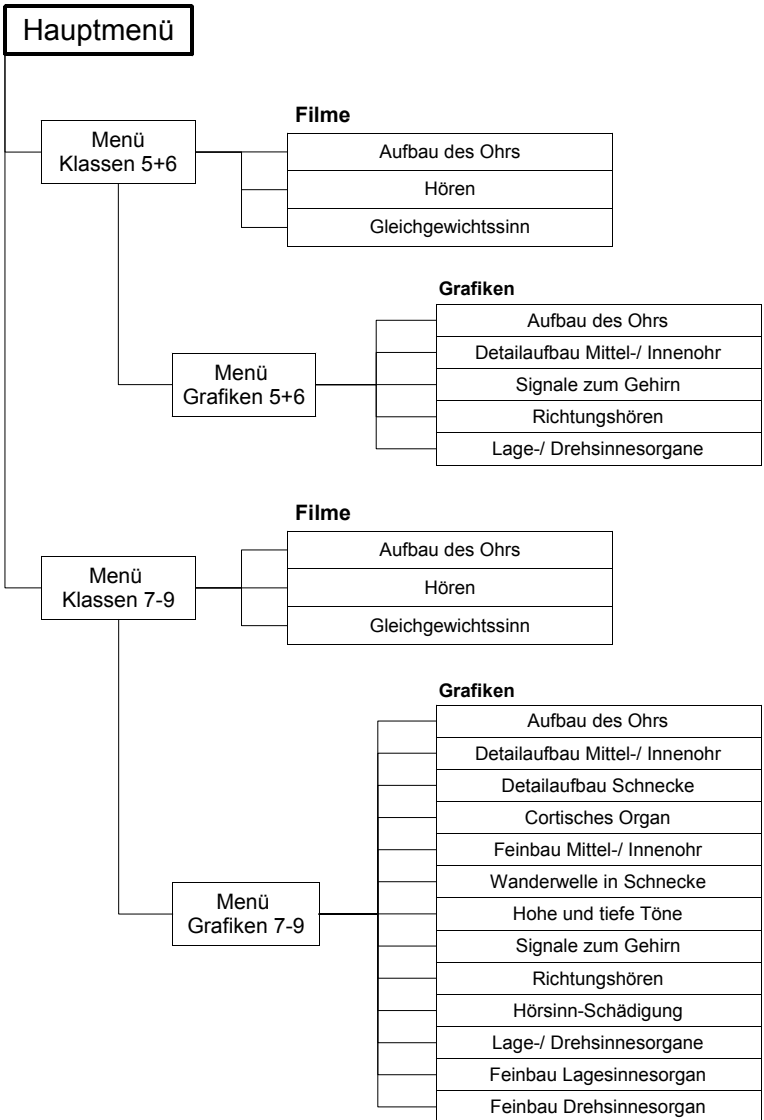 Hauptmenü
Filme
Menü
Klassen 5+6
Aufbau des Ohrs
Hören
Gleichgewichtssinn
Grafiken
Aufbau des Ohrs
Detailaufbau Mittel-/ Innenohr
Menü
Grafiken 5+6
Signale zum Gehirn
Richtungshören
Lage-/ Drehsinnesorgane
Filme
Menü
Klassen 7-9
Aufbau des Ohrs
Hören
Gleichgewichtssinn
Grafiken
Aufbau des Ohrs
Detailaufbau Mittel-/ Innenohr
Detailaufbau Schnecke
Cortisches Organ
Feinbau Mittel-/ Innenohr
Wanderwelle in Schnecke
Menü
Grafiken 7-9
Hohe und tiefe Töne
Signale zum Gehirn
Richtungshören
Hörsinn-Schädigung
Lage-/ Drehsinnesorgane
Feinbau Lagesinnesorgan
Feinbau Drehsinnesorgan